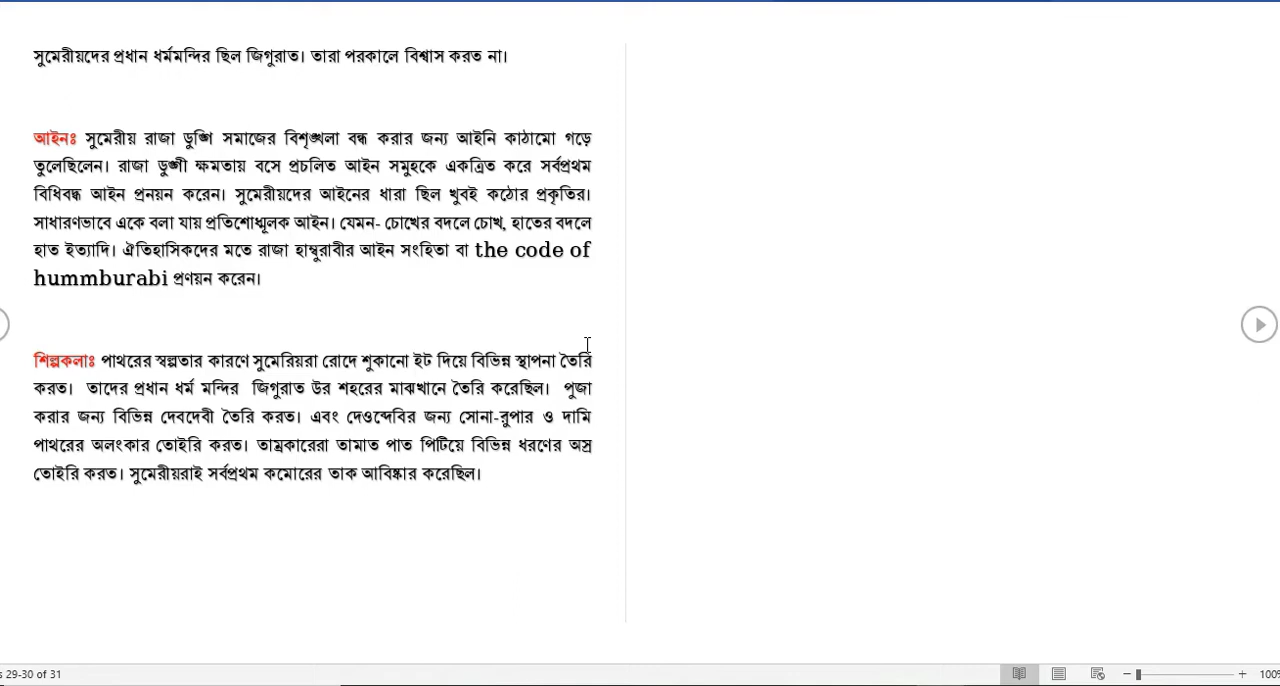 সুমেরীয়দের প্রধান ধর্মমন্দির ছিল জিগুরাত। তারা পরকালে বিশ্বাস করত না।
আইনঃ সুমেরীয় রাজা ডুঙ্গি সমাজের বিশৃঙ্খলা বন্ধ করার জন্য আইনি কাঠামো গড়ে
তুলেছিলেন। রাজা ডুঙ্গী ক্ষমতায় বসে প্রচলিত আইন সমুহকে একত্রিত করে সর্বপ্রথম
বিধিবদ্ধ আইন প্রনয়ন করেন। সুমেরীয়দের আইনের ধারা ছিল খুবই কঠোর প্রকৃতির।
সাধারণভাবে একে বলা যায় প্রতিশোধ্মূলক আইন। যেমন- চোখের বদলে চোখ, হাতের বদলে
হাত ইত্যাদি। ঐতিহাসিকদের মতে রাজা হাম্বুরাবীর আইন সংহিতা বা the code of
hummburabi প্রণয়ন করেন।
শিল্পকলাঃ পাথরের স্বল্পতার কারণে সুমেরিয়রা রোদে শুকানো ইট দিয়ে বিভিন্ন স্থাপনা তৈরি
করত। তাদের প্রধান ধর্ম মন্দির জিগুরাত উর শহরের মাঝখানে তৈরি করেছিল। পুজা
করার জন্য বিভিন্ন দেবদেবী তৈরি করত। এবং দেওব্দেবির জন্য সোনা-রুপার ও দামি
পাথরের অলংকার তোইরি করত। তাম্রকারেরা তামাত পাত পিটিয়ে বিভিন্ন ধরণের অস্র
তোইরি করত। সুমেরীয়রাই সর্বপ্রথম কমোরের তাক আবিষ্কার করেছিল।
s 29-30 of 31
100%